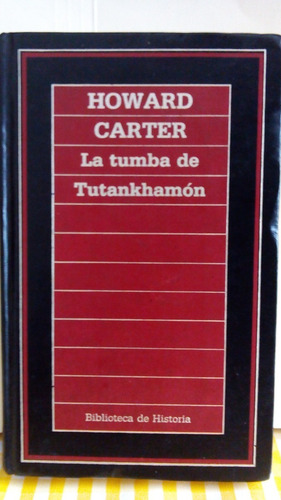 HOWARD
CARTER
La tumba de
Tutankhamón
Biblioteca de Historia